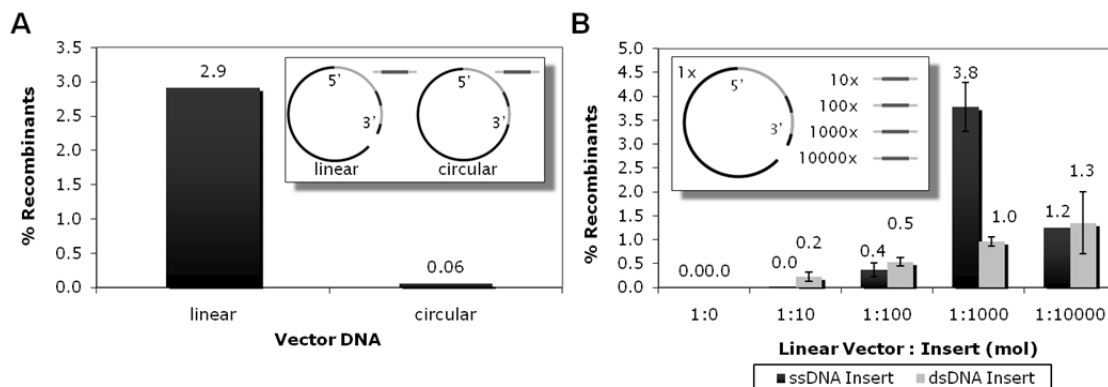 A
% Recombinants
3.5
3.0
2.5
2.0
1.5
1.0
0.5
0.0
2.9
0.06
5'
3'
linear
5'
3'
circular
linear
circular
Vector DNA
B
% Recombinants
5.0
4.5
4.0
3.5
3.0
2.5
2.0
1.5
1.0
0.5
0.0
1x
5'
3'
10x
100x
1000x
10000x
0.00.0
0.0
0.2
0.4
0.5
3.8
1.0
1.2
1.3
1:0
1:10
1:100
1:1000
1:10000
Linear Vector : Insert (mol)
ssDNA Insert
dsDNA Insert